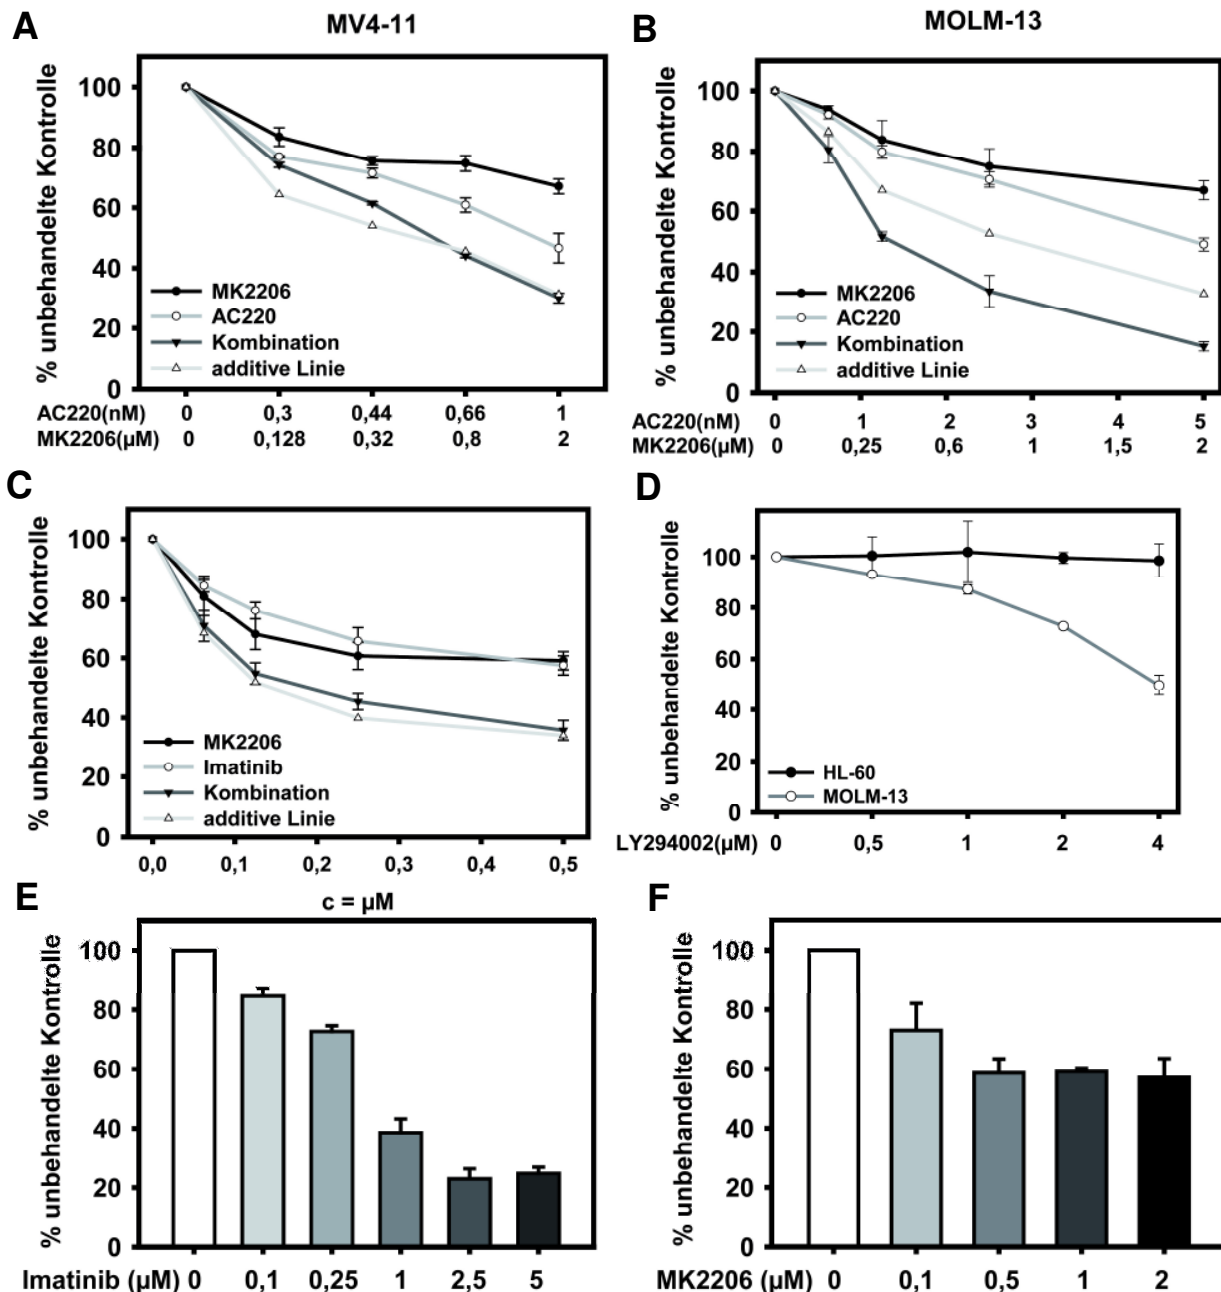 A
MV4-11
% unbehandelte Kontrolle
100
80
60
40
20
0
MK2206
AC220
Kombination
additive Linie
AC220(nM) 0 0,3 0,44 0,66 1
MK2206(µM) 0 0,128 0,32 0,8 2
B
MOLM-13
% unbehandelte Kontrolle
100
80
60
40
20
0
MK2206
AC220
Kombination
additive Linie
AC220(nM) 0 1 2 3 4 5
MK2206(µM) 0 0,25 0,6 1 1,5 2
C
% unbehandelte Kontrolle
100
80
60
40
20
0
MK2206
Imatinib
Kombination
additive Linie
0,0 0,1 0,2 0,3 0,4 0,5
c = µM
D
% unbehandelte Kontrolle
100
80
60
40
20
0
HL-60
MOLM-13
LY294002(µM) 0 0,5 1 2 4
E
% unbehandelte Kontrolle
100
80
60
40
20
0
Imatinib (µM) 0 0,1 0,25 1 2,5 5
F
% unbehandelte Kontrolle
100
80
60
40
20
0
MK2206 (µM) 0 0,1 0,5 1 2